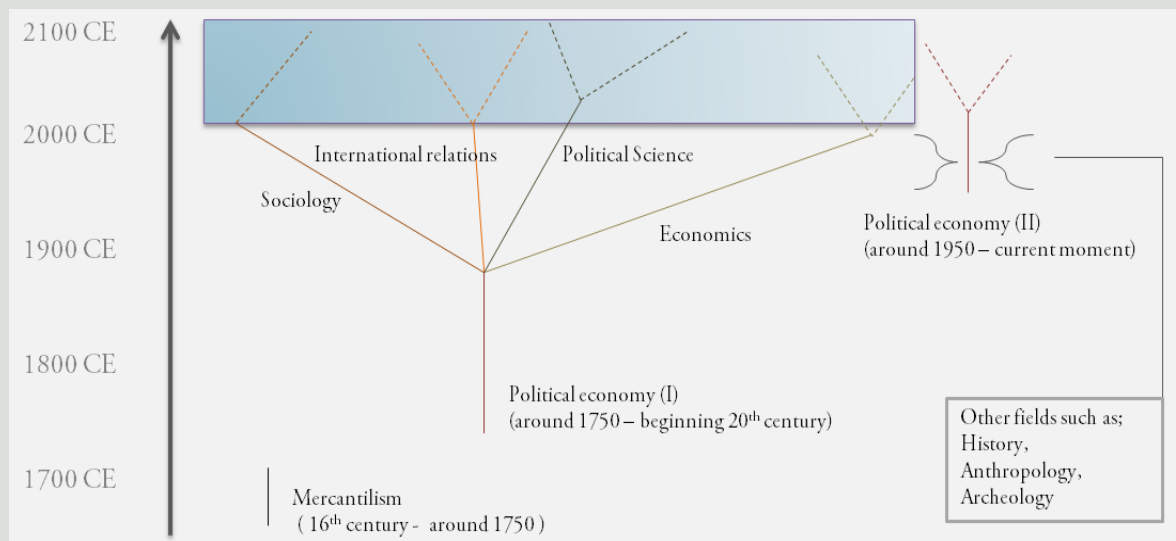 2100 CE
2000 CE
International relations
Political Science
Sociology
Political economy (II)
(around 1950 – current moment)
Economics
1900 CE
1800 CE
Political economy (I)
(around 1750 – beginning 20th century)
Other fields such as;
History,
Anthropology,
Archeology
1700 CE
Mercantilism
( 16th century - around 1750 )